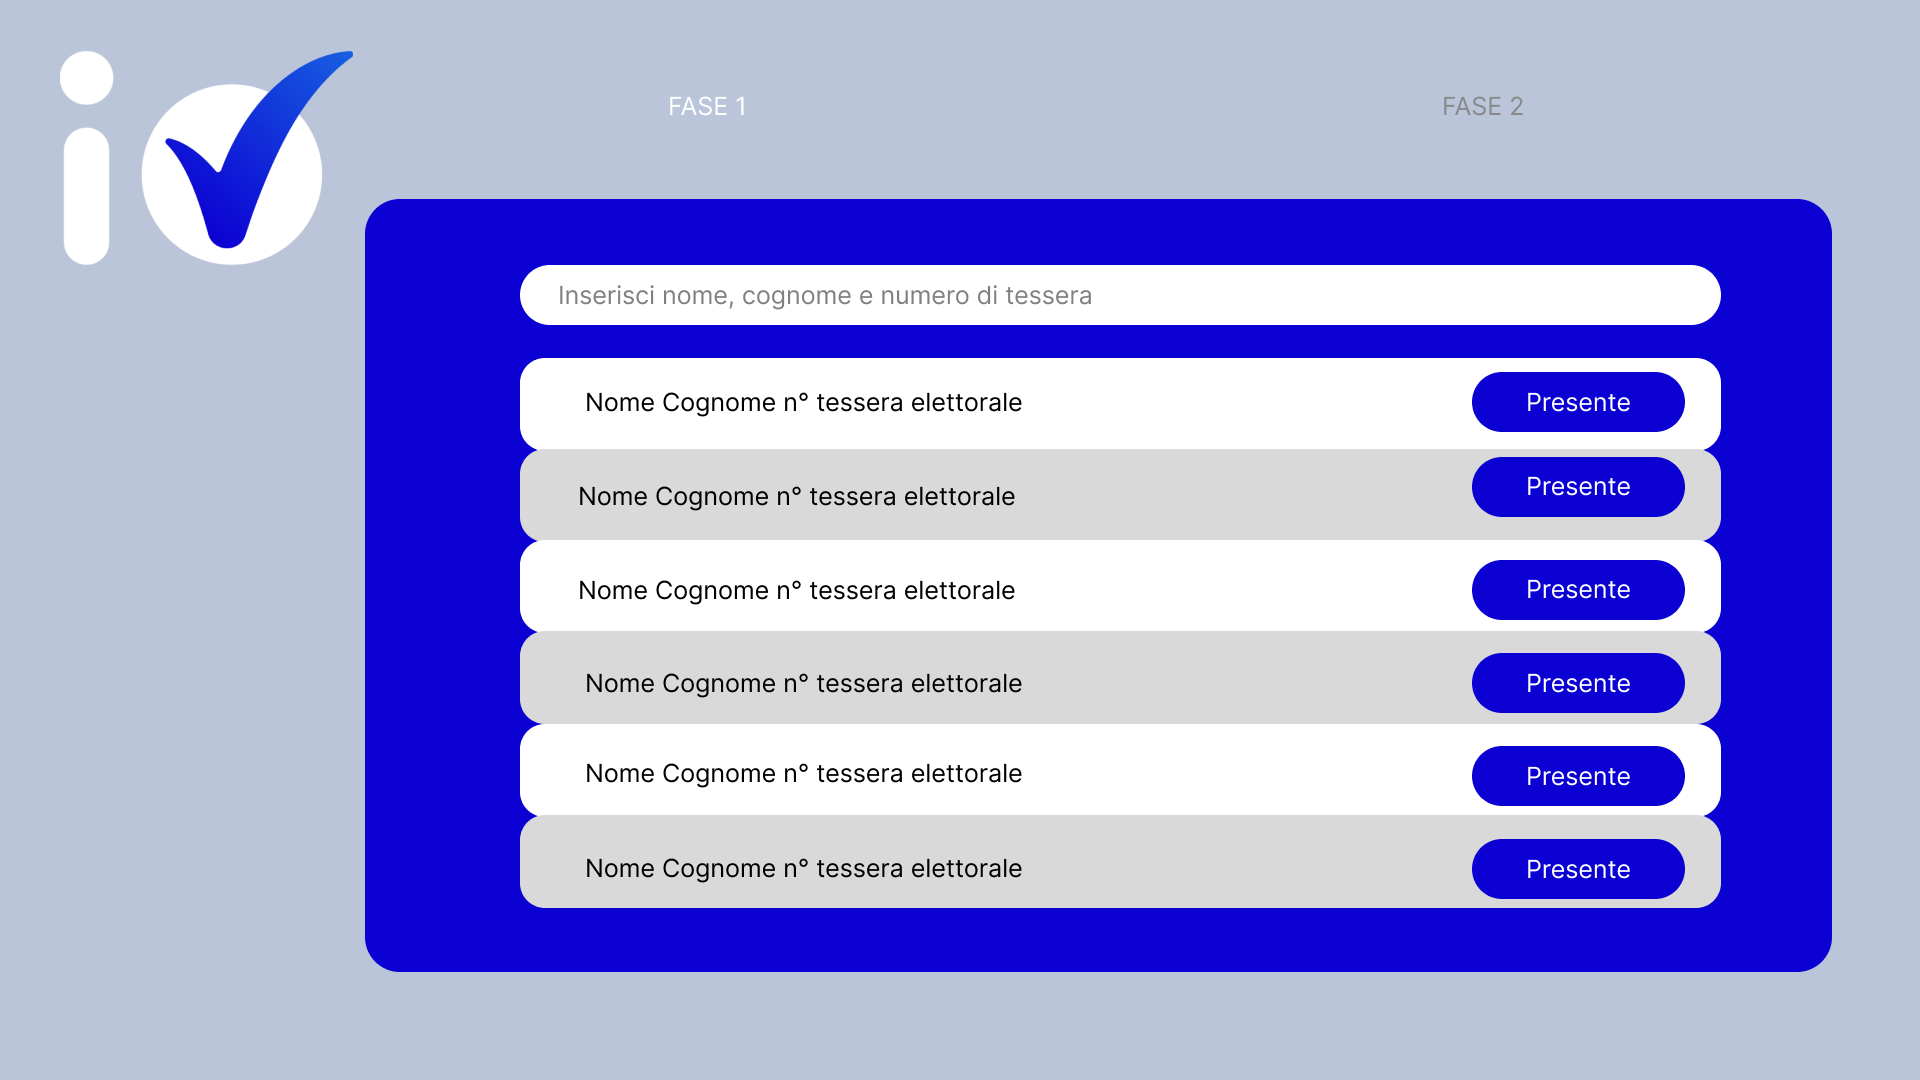 io
FASE 1
FASE 2
Inserisci nome, cognome e numero di tessera
Nome Cognome n° tessera elettorale
Presente
Nome Cognome n° tessera elettorale
Presente
Nome Cognome n° tessera elettorale
Presente
Nome Cognome n° tessera elettorale
Presente
Nome Cognome n° tessera elettorale
Presente
Nome Cognome n° tessera elettorale
Presente